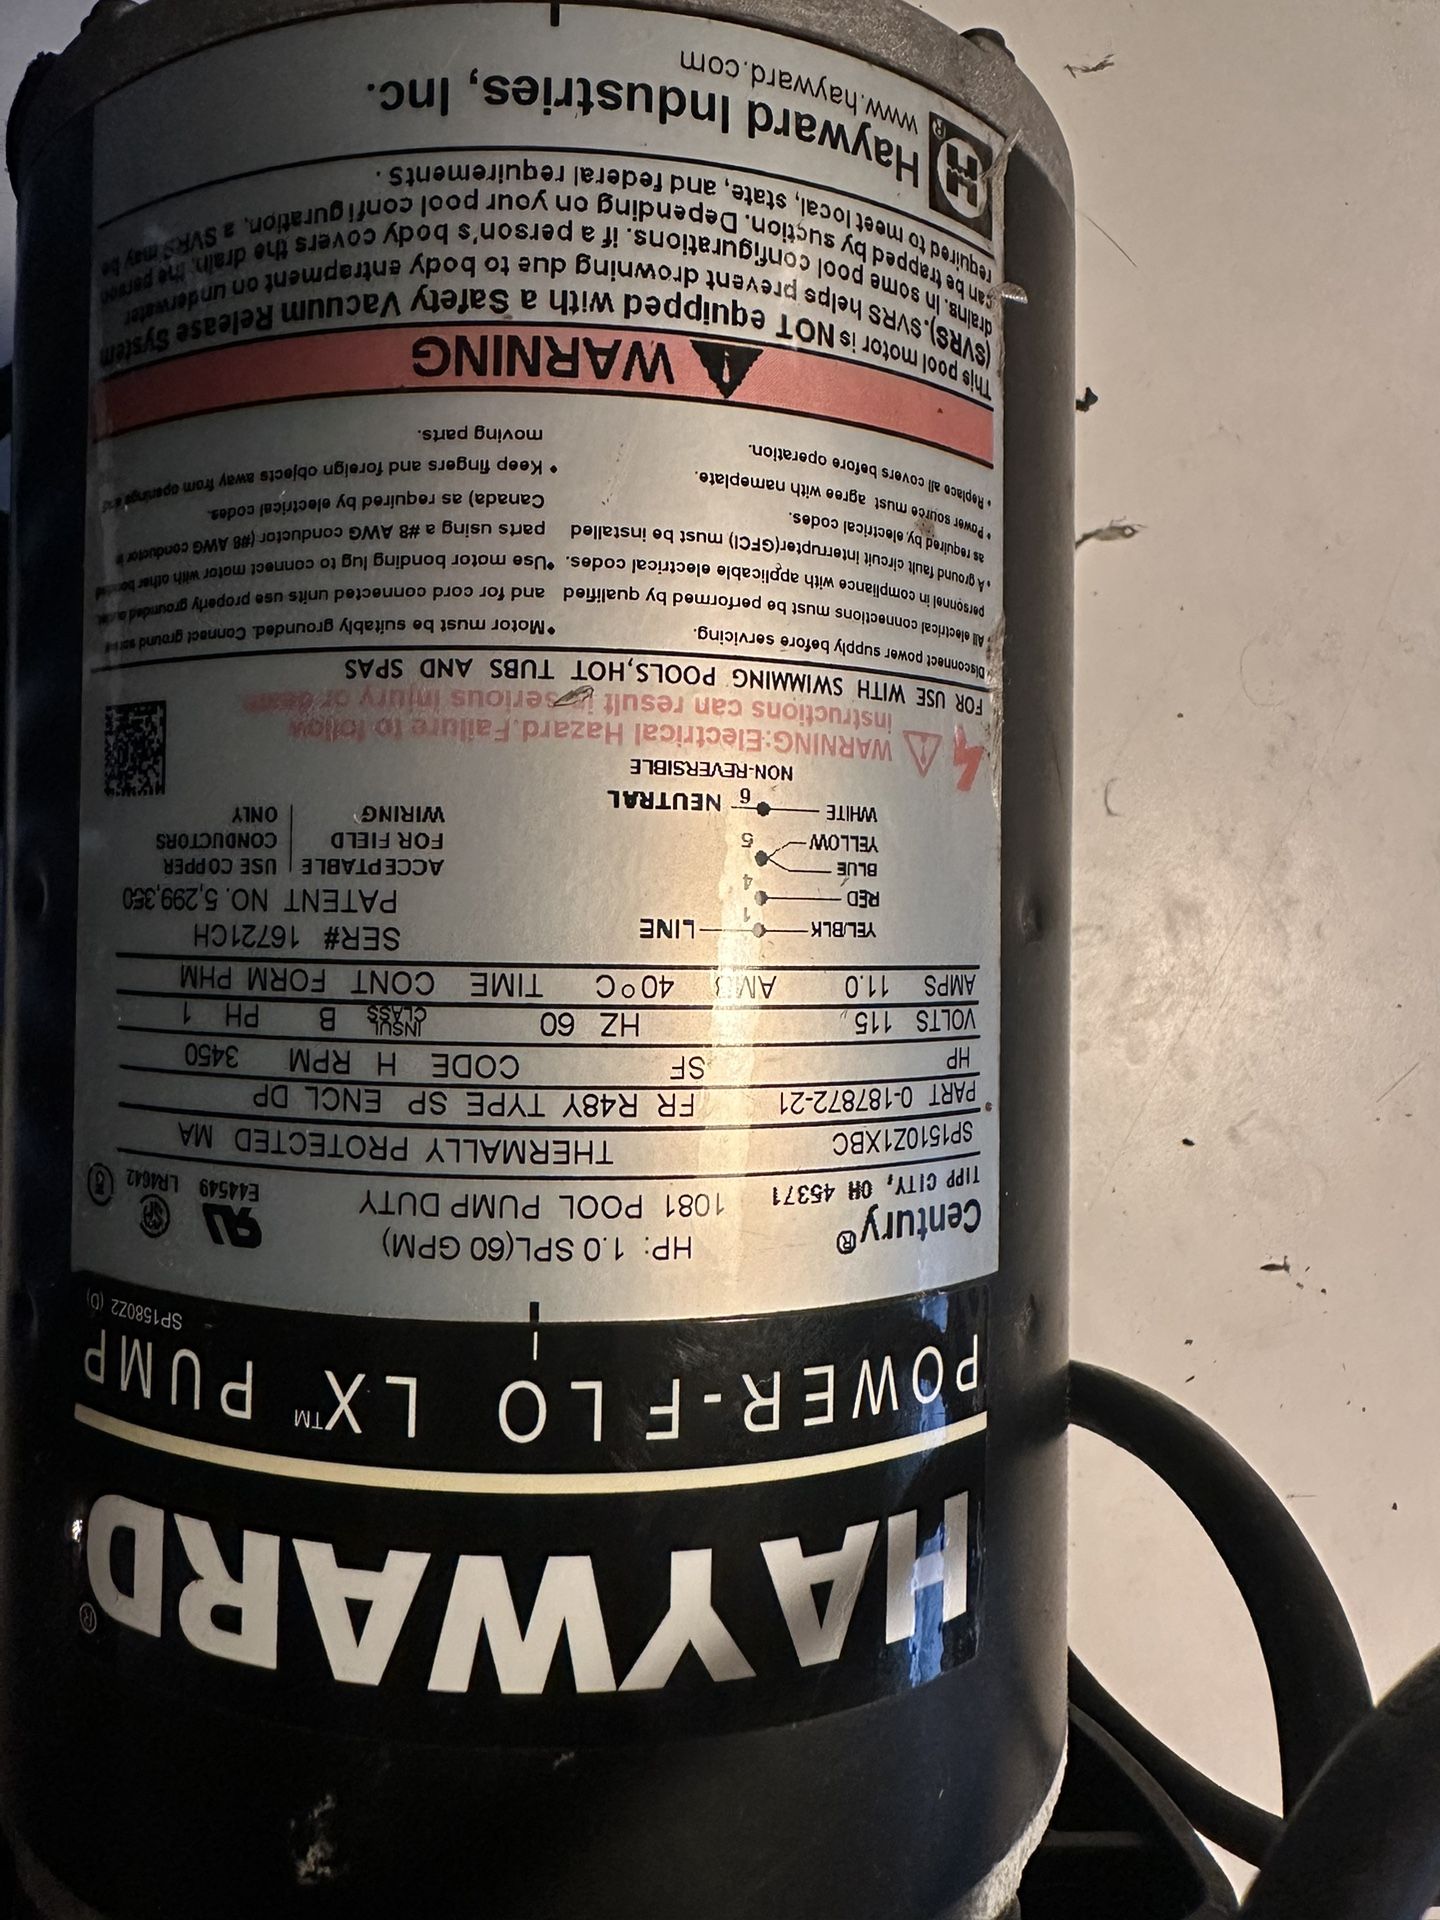 HAYWARD®
POWER-FLO LX™ PUMP
SP1580Z2 (D)
Century® HP: 1.0 SPL(60 GPM)
TIPP CITY, OH 45371 1081 POOL PUMP DUTY E44549 LR4642
SP1510Z1XBC THERMALLY PROTECTED MA
PART 0-187872-21 FR R48Y TYPE SP ENCL DP
HP SF CODE H RPM 3450
VOLTS 115 HZ 60 INSUL CLASS B PH 1
AMPS 11.0 AMB 40°C TIME CONT FORM PHM
YEL/BLK LINE 1
RED 4
BLUE
YELLOW 5
WHITE 6 NEUTRAL
NON-REVERSIBLE
SER# 16721CH
PATENT NO. 5,299,350
ACCEPTABLE FOR FIELD WIRING
USE COPPER CONDUCTORS ONLY
WARNING:Electrical Hazard.Failure to follow
instructions can result in serious injury or death
FOR USE WITH SWIMMING POOLS,HOT TUBS AND SPAS
• Disconnect power supply before servicing.
• All electrical connections must be performed by qualified
personnel in compliance with applicable electrical codes.
• A ground fault circuit interrupter(GFCI) must be installed
as required by electrical codes.
• Power source must agree with nameplate.
• Replace all covers before operation.
• Motor must be suitably grounded. Connect ground screw
and for cord connected units use properly grounded
• Use motor bonding lug to connect motor with other bonded
parts using a #8 AWG conductor (#6 AWG conductor in
Canada) as required by electrical codes.
• Keep fingers and foreign objects away from openings and
moving parts.
WARNING
This pool motor is NOT equipped with a Safety Vacuum Release System
(SVRS). SVRS helps prevent drowning due to body entrapment on underwater
drains. In some pool configurations. if a person's body covers the drain, the person
can be trapped by suction. Depending on your pool configuration, a SVRS may be
required to meet local, state, and federal requirements.
H®
Hayward Industries, Inc.
www.hayward.com